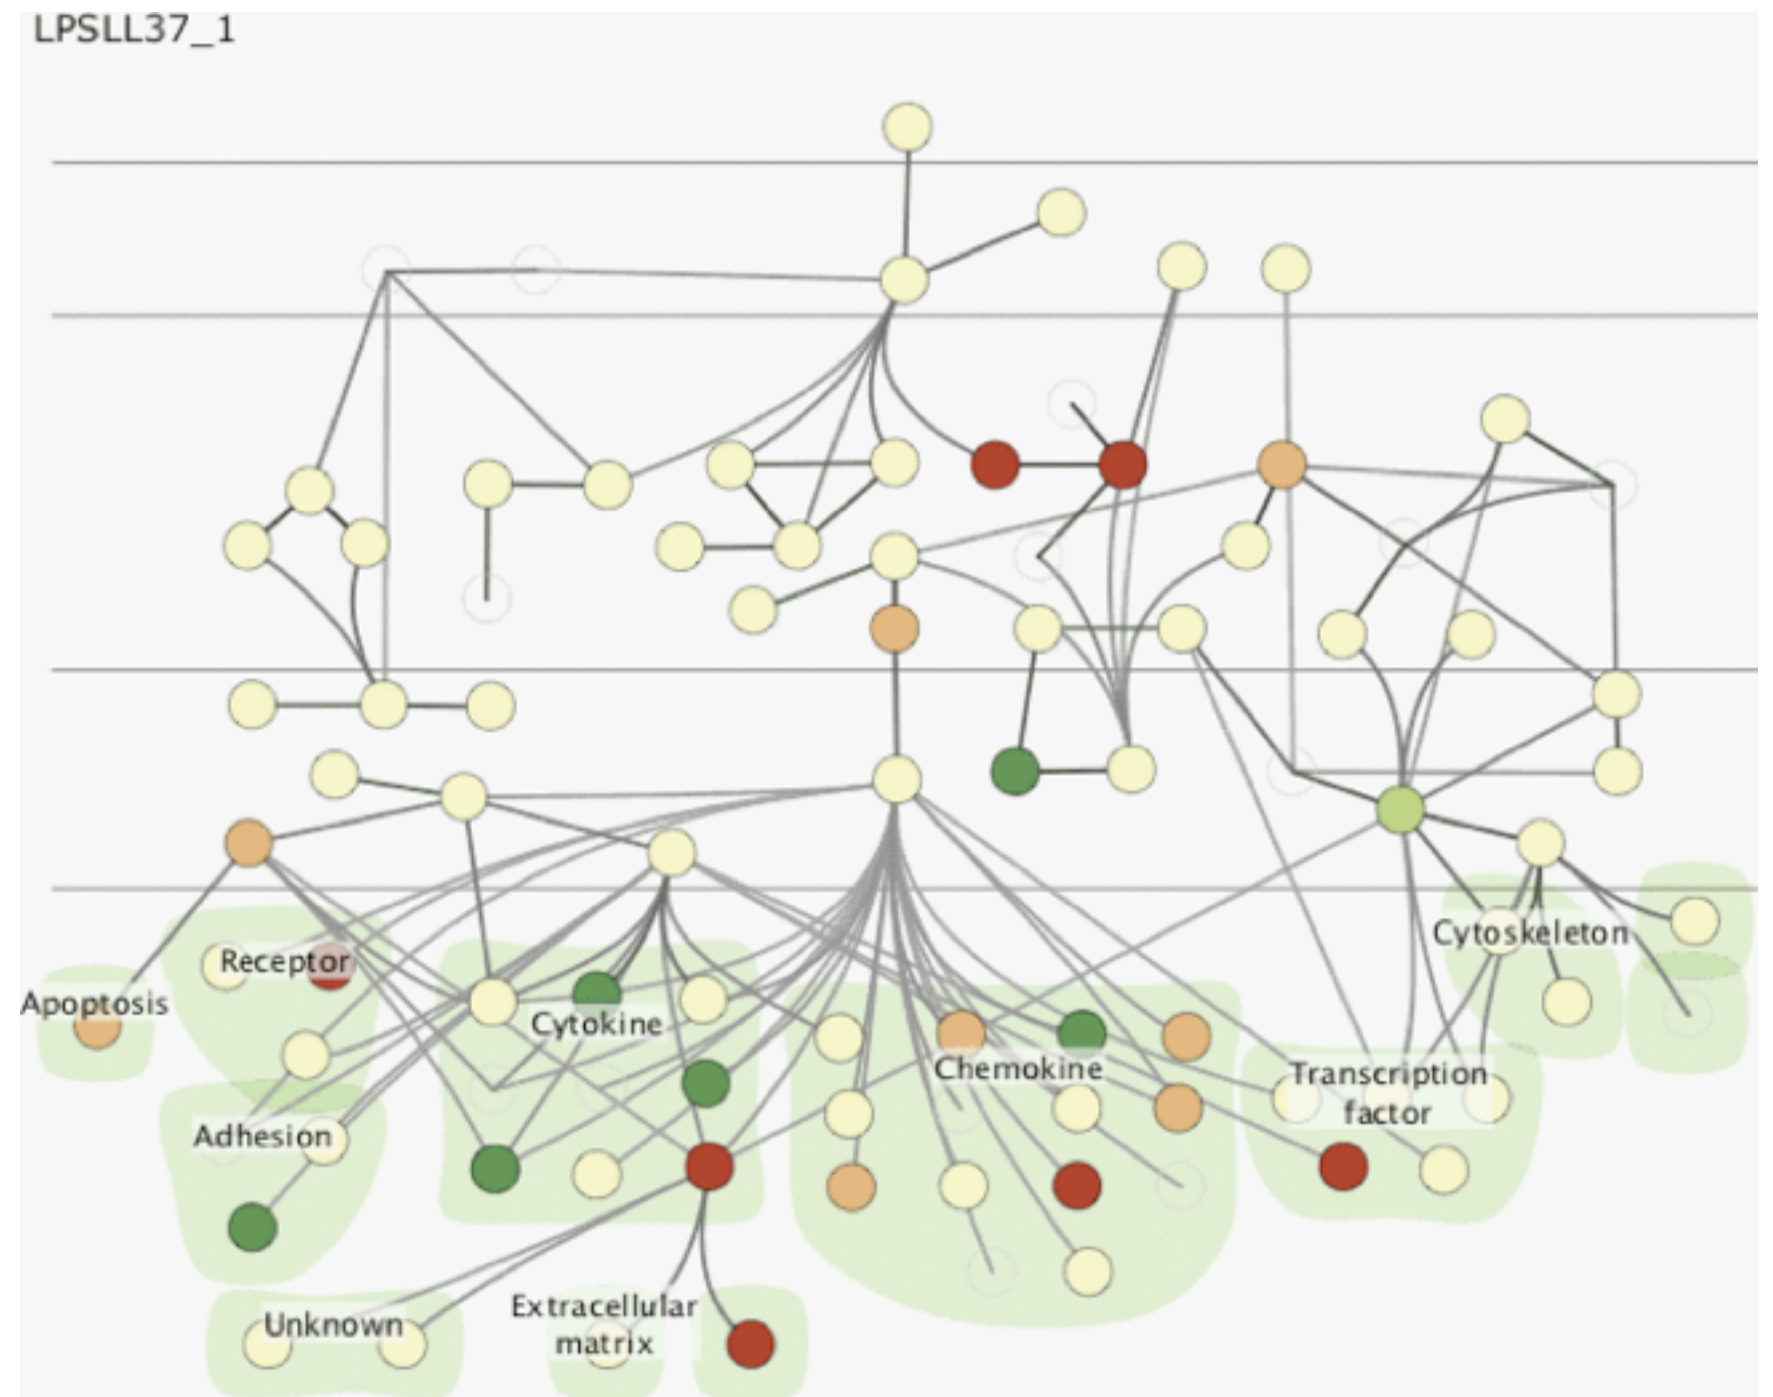 LPSLL37_1
Cytoskeleton
Receptor
Apoptosis
Cytokine
Chemokine
Transcription
factor
Adhesion
Unknown
Extracellular
matrix